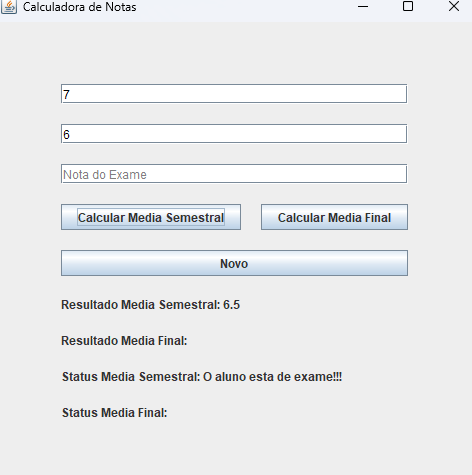 Calculadora de Notas
7
6
Nota do Exame
Calcular Media Semestral Calcular Media Final
Novo
Resultado Media Semestral: 6.5
Resultado Media Final:
Status Media Semestral: O aluno esta de exame!!!
Status Media Final: